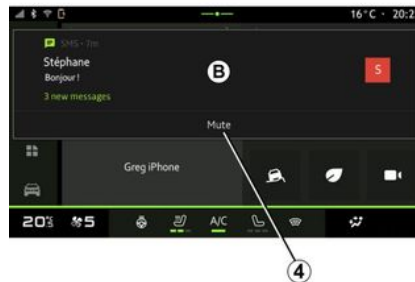 16°C · 20:2
SMS · 7m
Stéphane
Bonjour!
3 new messages
B
S
Mute
Greg iPhone
20.5
5
A/C
4